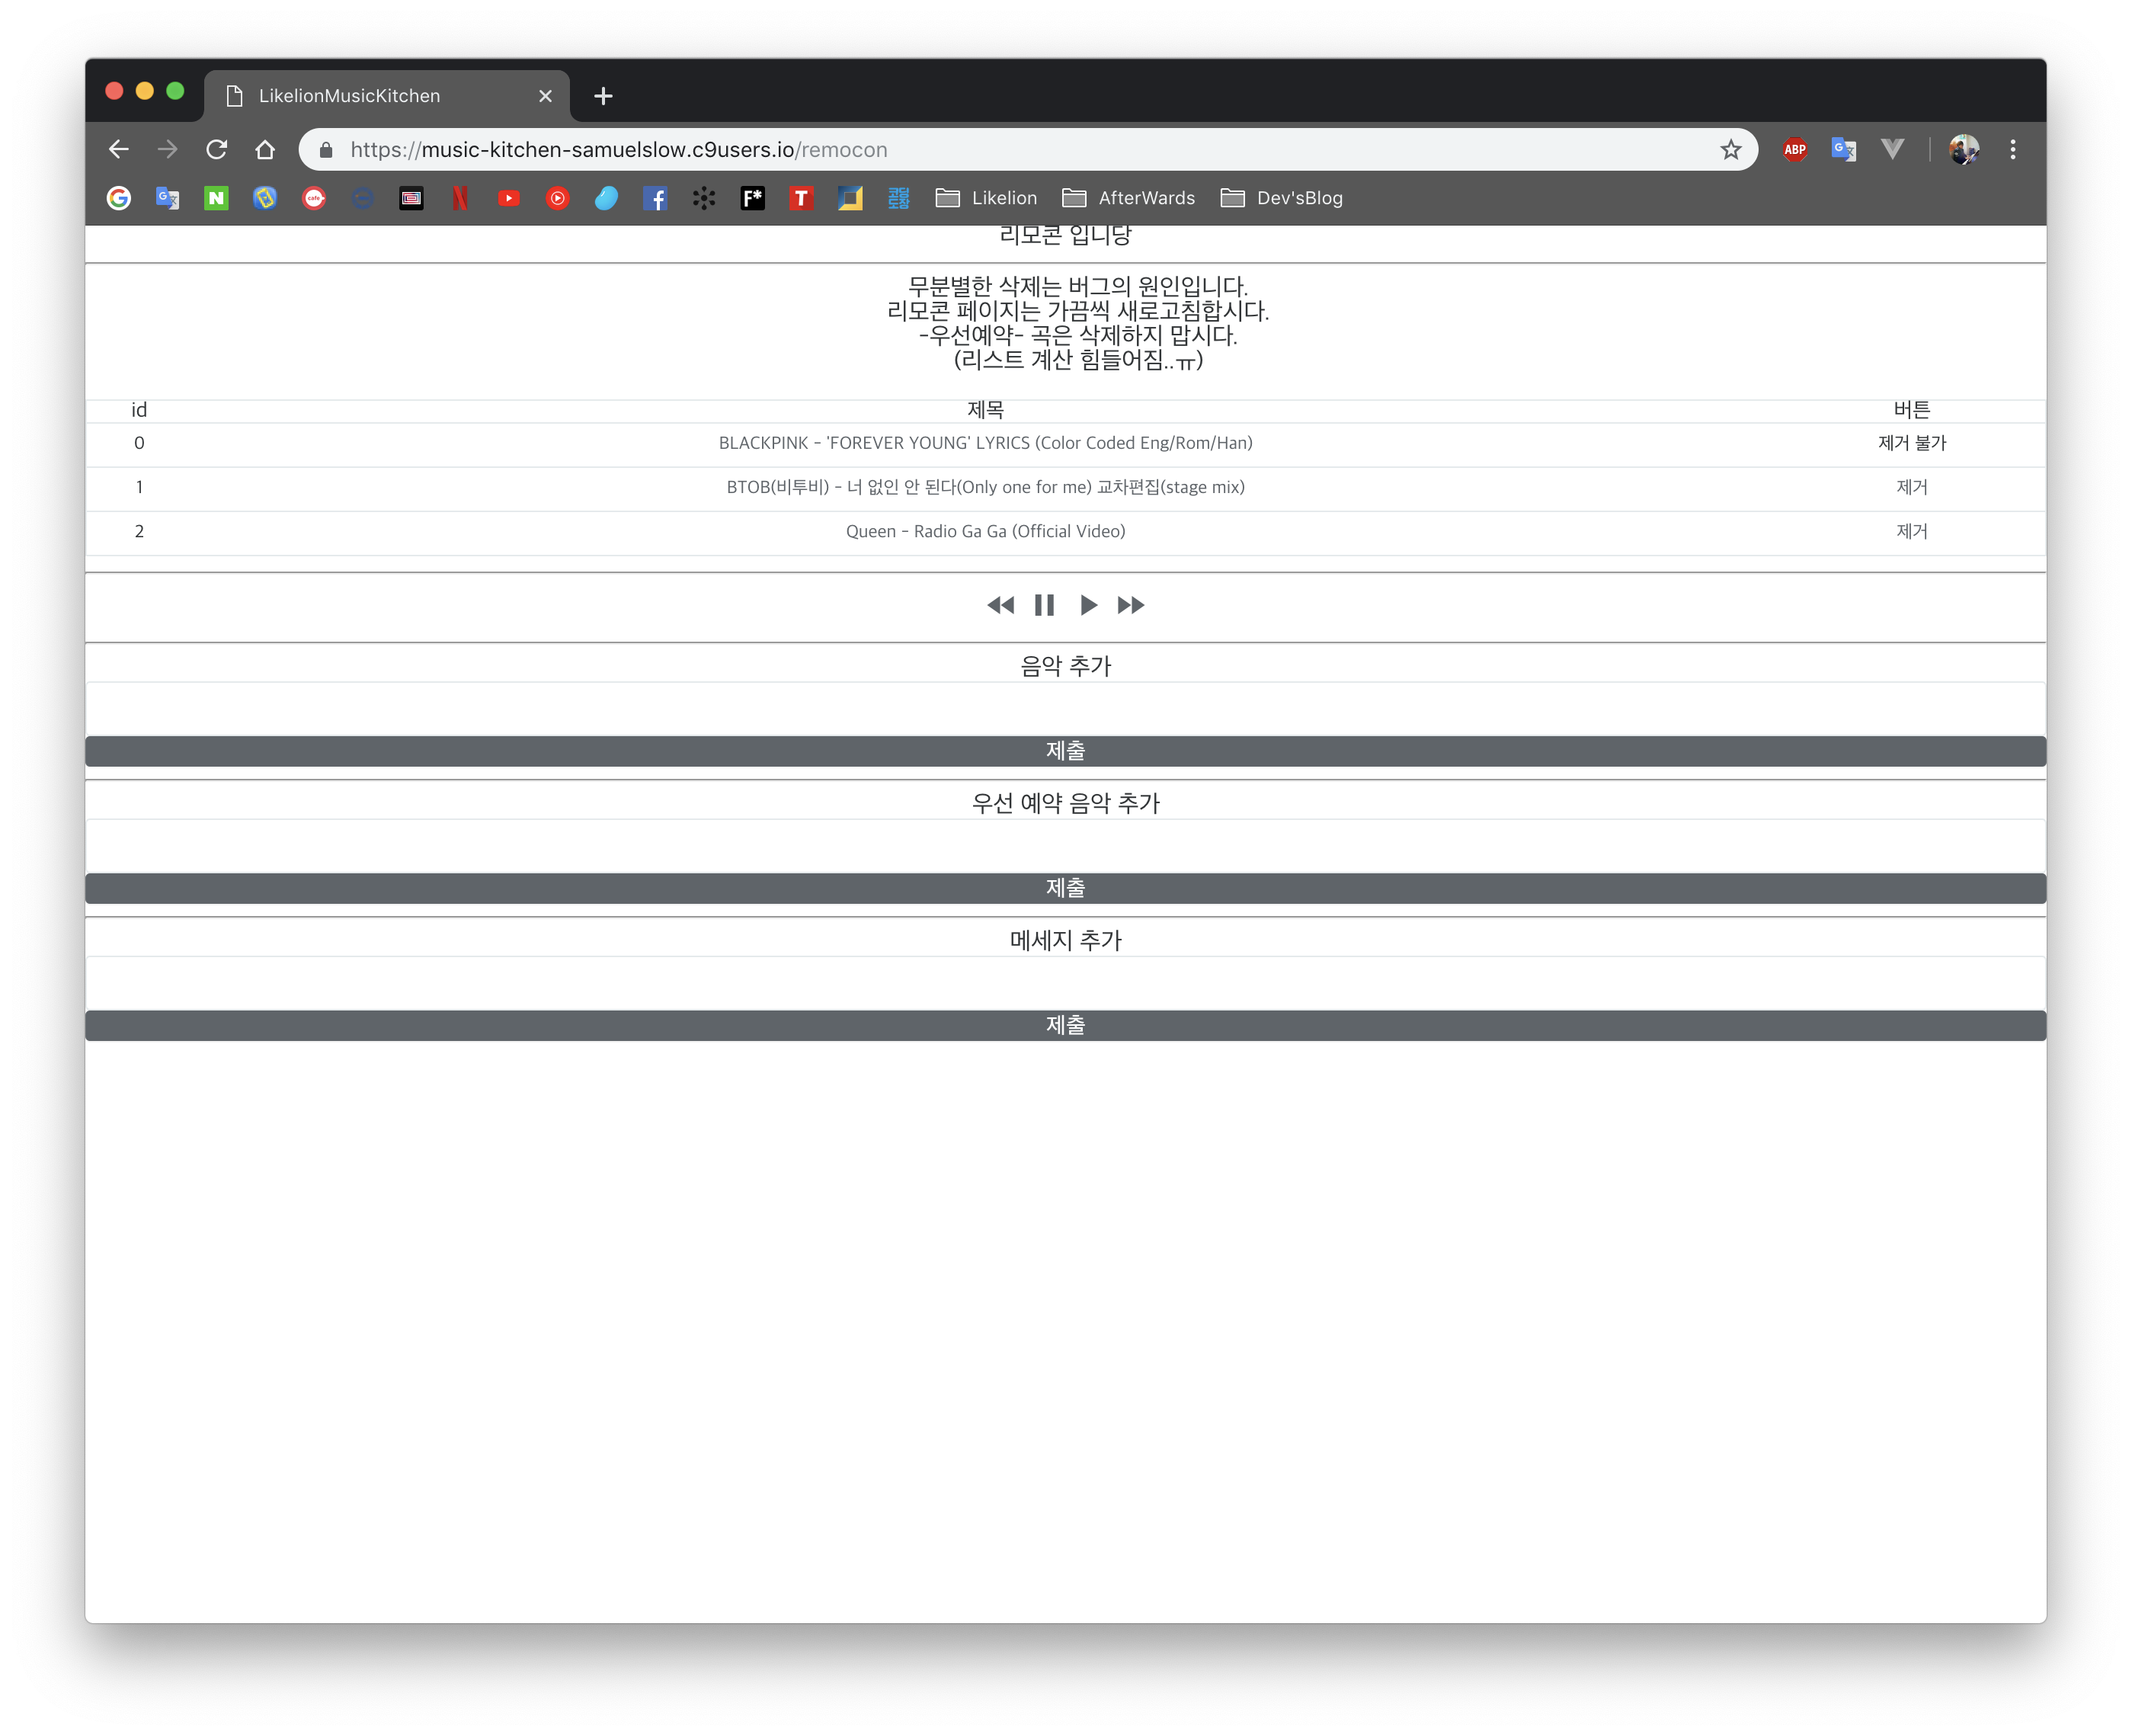 LikelionMusicKitchen
https://music-kitchen-samuelslow.c9users.io/remocon
ABP
Likelion
AfterWards
Dev'sBlog
리모콘 입니당
무분별한 삭제는 버그의 원인입니다.
리모콘 페이지는 가끔씩 새로고침합시다.
-우선예약- 곡은 삭제하지 맙시다.
(리스트 계산 힘들어짐..ㅠ)
id 제목 버튼
0 BLACKPINK - 'FOREVER YOUNG' LYRICS (Color Coded Eng/Rom/Han) 제거 불가
1 BTOB(비투비) - 너 없인 안 된다(Only one for me) 교차편집(stage mix) 제거
2 Queen - Radio Ga Ga (Official Video) 제거
음악 추가
제출
우선 예약 음악 추가
제출
메세지 추가
제출